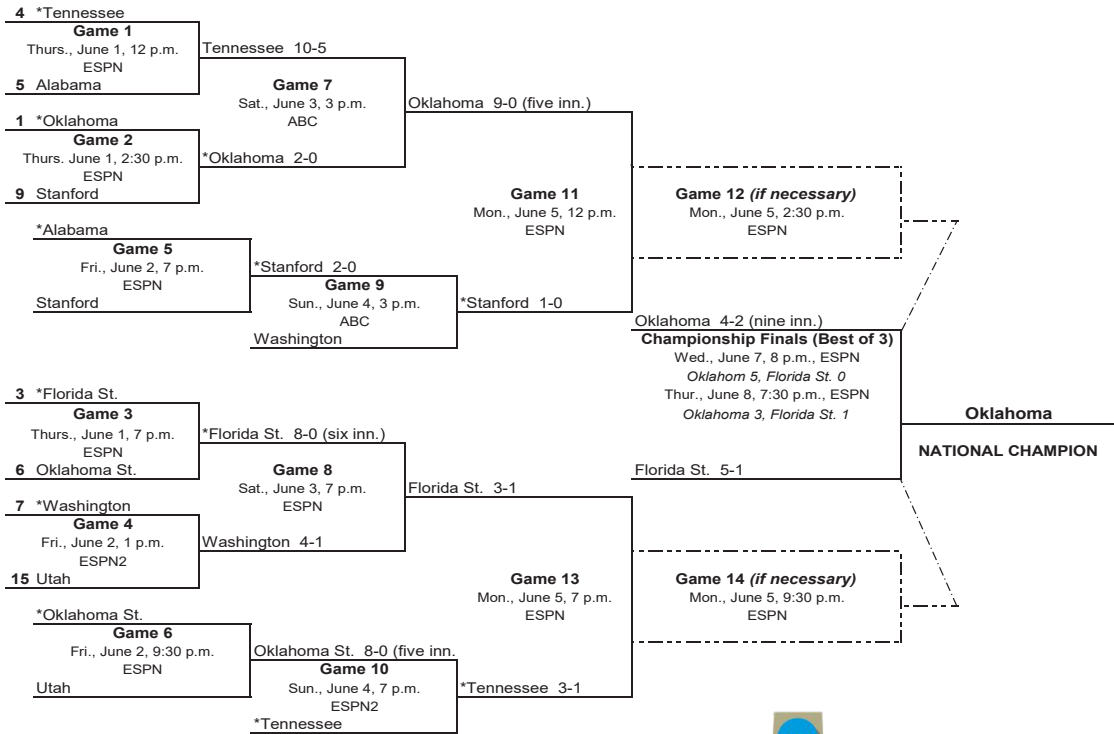 4 *Tennessee
Game 1
Thurs., June 1, 12 p.m.
ESPN
5 Alabama
Tennessee 10-5
Game 7
Sat., June 3, 3 p.m.
ABC
1 *Oklahoma
Game 2
Thurs. June 1, 2:30 p.m.
ESPN
9 Stanford
*Oklahoma 2-0
Oklahoma 9-0 (five inn.)
Game 11
Mon., June 5, 12 p.m.
ESPN
Game 12 (if necessary)
Mon., June 5, 2:30 p.m.
ESPN
*Alabama
Game 5
Fri., June 2, 7 p.m.
ESPN
Stanford
*Stanford 2-0
Game 9
Sun., June 4, 3 p.m.
ABC
Washington
*Stanford 1-0
Oklahoma 4-2 (nine inn.)
Championship Finals (Best of 3)
Wed., June 7, 8 p.m., ESPN
Oklahom 5, Florida St. 0
Thur., June 8, 7:30 p.m., ESPN
Oklahoma 3, Florida St. 1
Oklahoma
NATIONAL CHAMPION
3 *Florida St.
Game 3
Thurs., June 1, 7 p.m.
ESPN
6 Oklahoma St.
*Florida St. 8-0 (six inn.)
Game 8
Sat., June 3, 7 p.m.
ESPN
7 *Washington
Game 4
Fri., June 2, 1 p.m.
ESPN2
15 Utah
Washington 4-1
Florida St. 3-1
Florida St. 5-1
Game 13
Mon., June 5, 7 p.m.
ESPN
Game 14 (if necessary)
Mon., June 5, 9:30 p.m.
ESPN
*Oklahoma St.
Game 6
Fri., June 2, 9:30 p.m.
ESPN
Utah
Oklahoma St. 8-0 (five inn.
Game 10
Sun., June 4, 7 p.m.
ESPN2
*Tennessee
*Tennessee 3-1